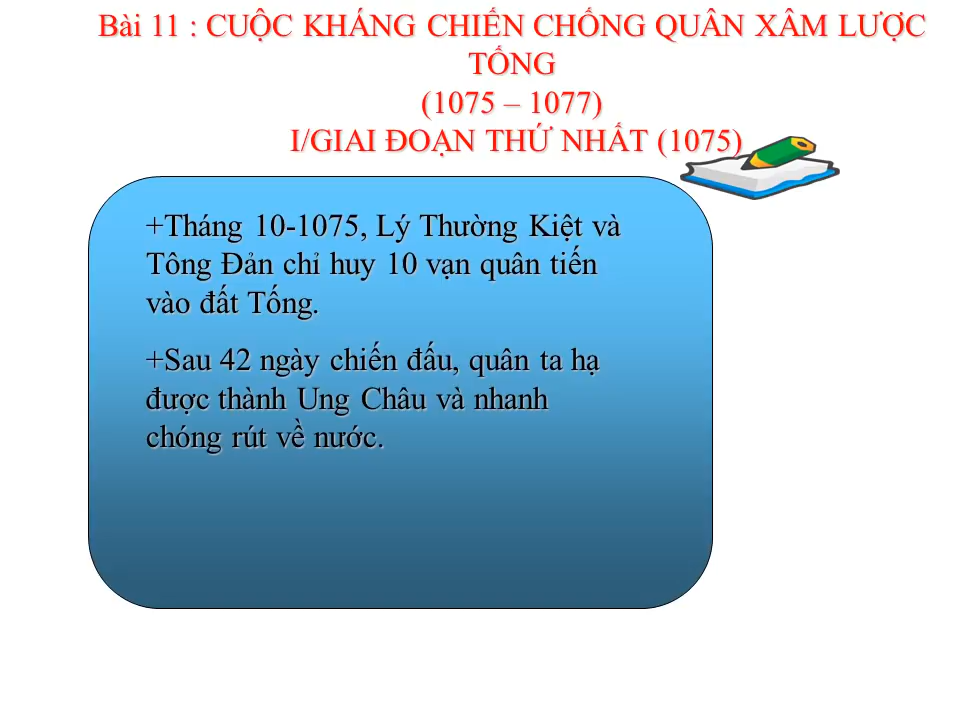 Bài 11 : CUỘC KHÁNG CHIẾN CHỐNG QUÂN XÂM LƯỢC
TỐNG
(1075 – 1077)
I/GIAI ĐOẠN THỨ NHẤT (1075)
+Tháng 10-1075, Lý Thường Kiệt và
Tông Đản chỉ huy 10 vạn quân tiến
vào đất Tống.
+Sau 42 ngày chiến đấu, quân ta hạ
được thành Ung Châu và nhanh
chóng rút về nước.